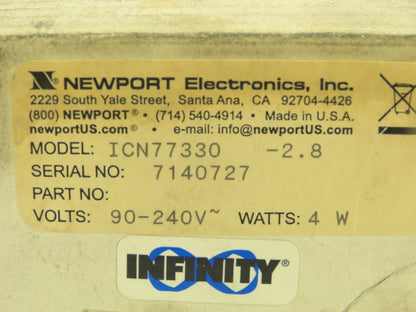 NEWPORT Electronics, Inc.
2229 South Yale Street, Santa Ana, CA 92704-4426
(800) NEWPORT® • (714) 540-4914 • Made in U.S.A.
newportUS.com® • e-mail: info@newportUS.com
MODEL: ICN77330 -2.8
SERIAL NO: 7140727
PART NO:
VOLTS: 90-240V~ WATTS: 4 W
INFINITY®